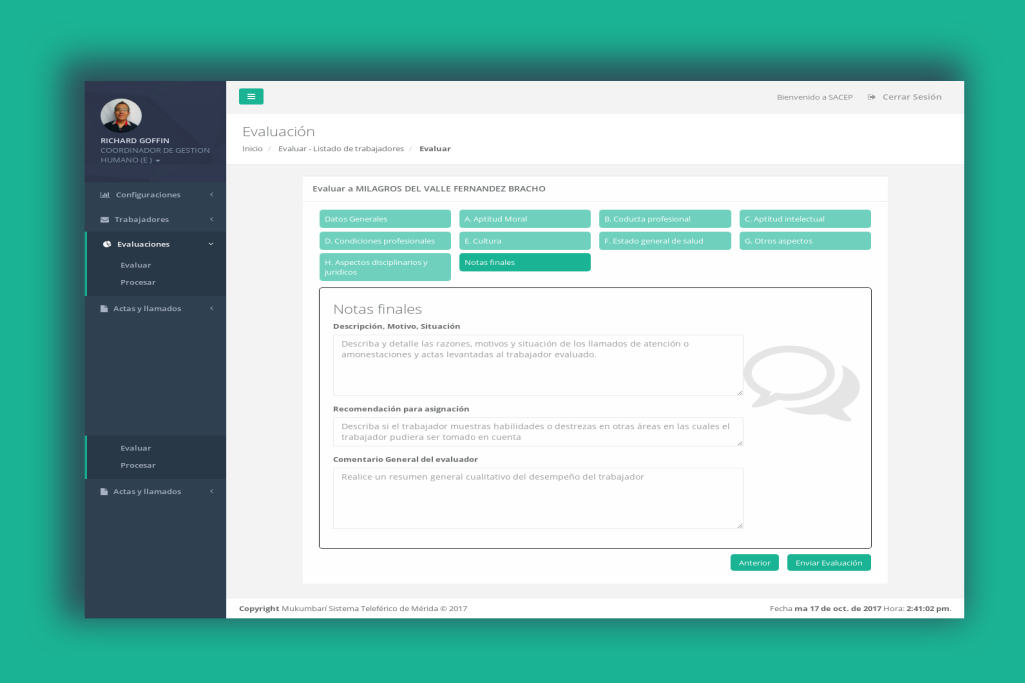 RICHARD GOFFIN
COORDINADOR DE GESTION
HUMANO (E )
Configuraciones
Trabajadores
Evaluaciones
Evaluar
Procesar
Actas y llamados
Evaluar
Procesar
Actas y llamados
Bienvenido a SACEP
Cerrar Sesión
Evaluación
Inicio / Evaluar - Listado de trabajadores / Evaluar
Evaluar a MILAGROS DEL VALLE FERNANDEZ BRACHO
Datos Generales
A. Aptitud Moral
B. Coducta profesional
C. Aptitud intelectual
D. Condiciones profesionales
E. Cultura
F. Estado general de salud
G. Otros aspectos
H. Aspectos disciplinarios y
juridicos
Notas finales
Notas finales
Descripción, Motivo, Situación
Describa y detalle las razones, motivos y situación de los llamados de atención o
amonestaciones y actas levantadas al trabajador evaluado.
Recomendación para asignación
Describa si el trabajador muestras habilidades o destrezas en otras áreas en las cuales el
trabajador pudiera ser tomado en cuenta
Comentario General del evaluador
Realice un resumen general cualitativo del desempeño del trabajador
Anterior
Enviar Evaluación
Copyright Mukumbarí Sistema Teleférico de Mérida © 2017
Fecha ma 17 de oct. de 2017 Hora: 2:41:02 pm.